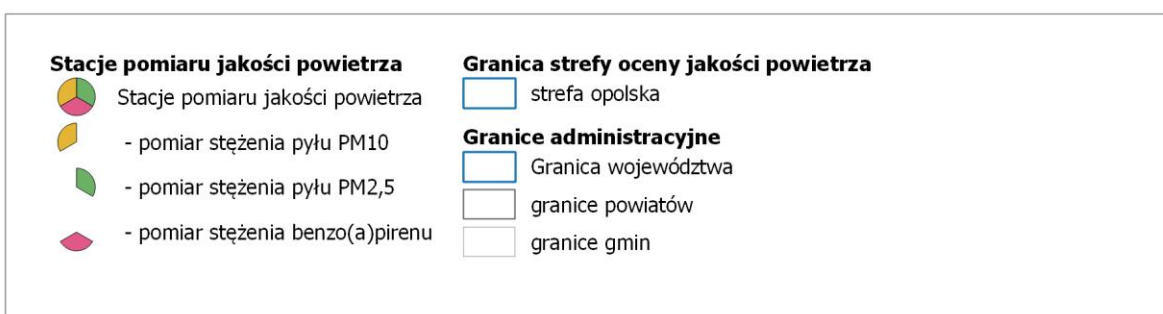 Stacje pomiaru jakości powietrza
Stacje pomiaru jakości powietrza
- pomiar stężenia pyłu PM10
- pomiar stężenia pyłu PM2,5
- pomiar stężenia benzo(a)pirenu
Granica strefy oceny jakości powietrza
strefa opolska
Granice administracyjne
Granica województwa
granice powiatów
granice gmin